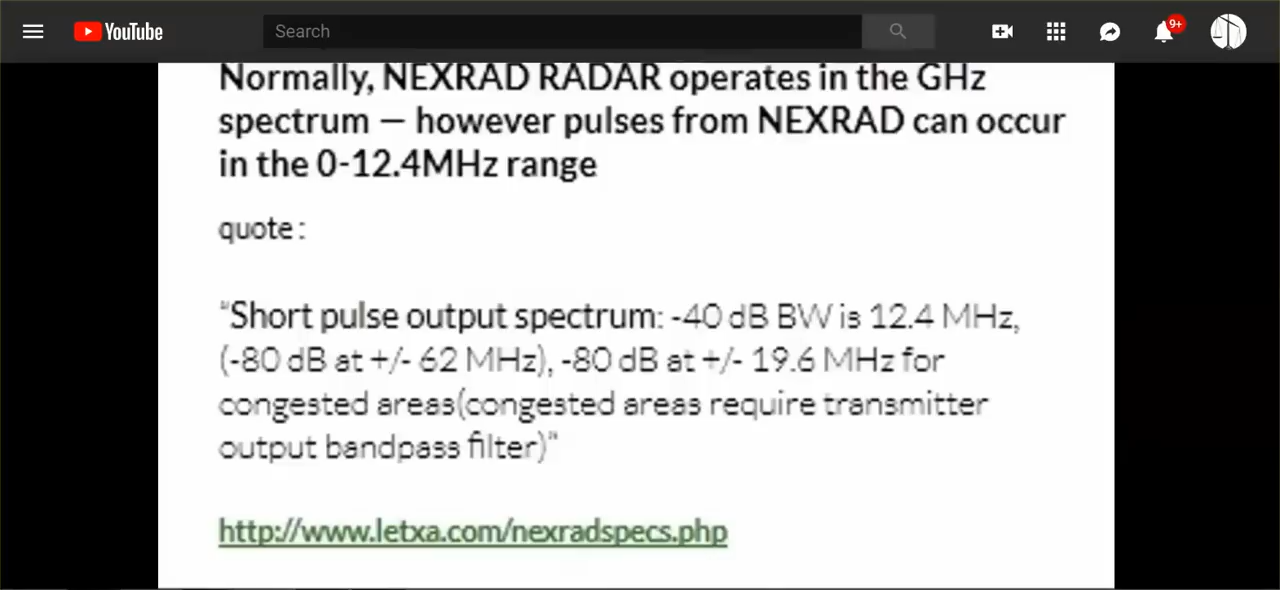 YouTube
Search
9+
Normally, NEXRAD RADAR operates in the GHz
spectrum — however pulses from NEXRAD can occur
in the 0-12.4MHz range
quote :
“Short pulse output spectrum: -40 dB BW is 12.4 MHz,
(-80 dB at +/- 62 MHz), -80 dB at +/- 19.6 MHz for
congested areas(congested areas require transmitter
output bandpass filter)”
http://www.letxa.com/nexradspecs.php